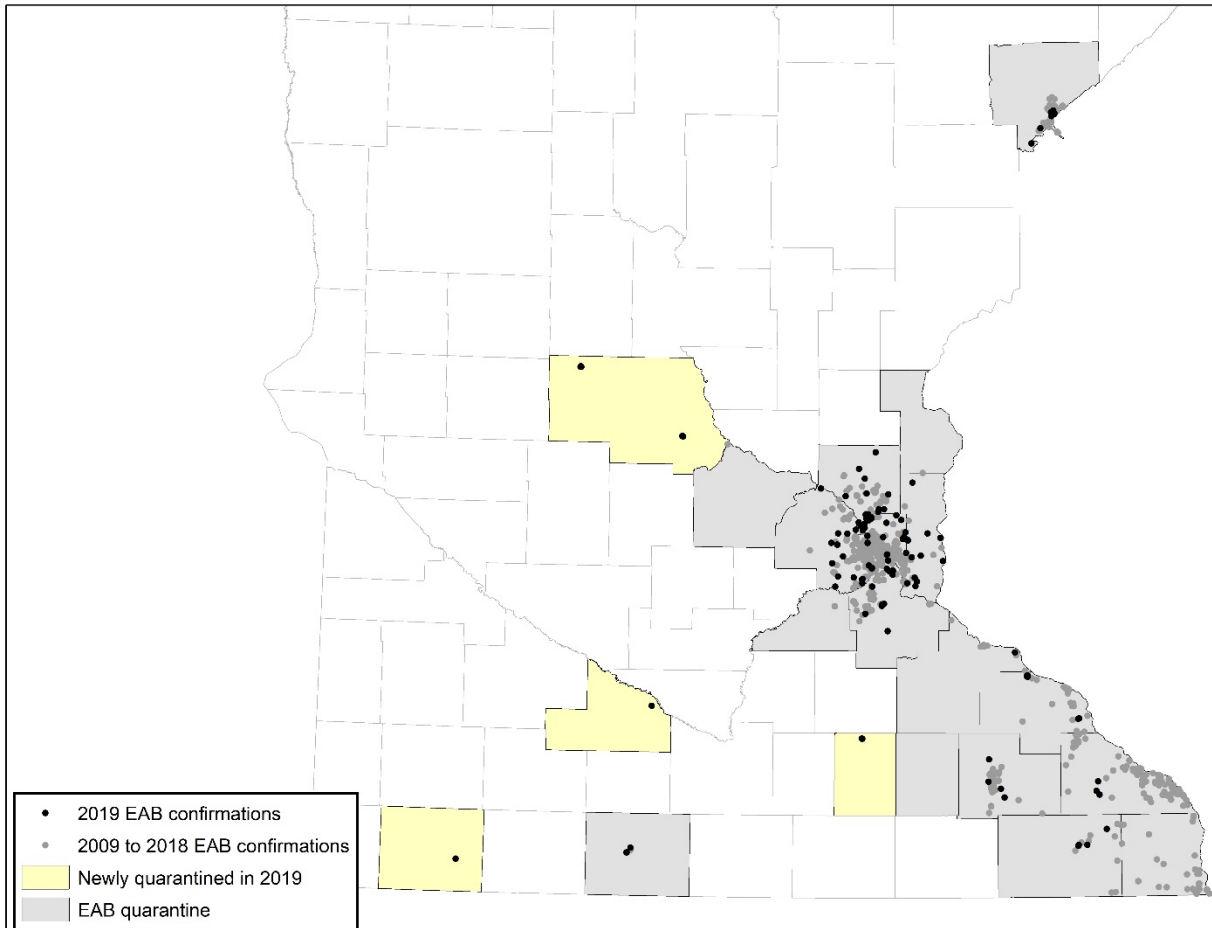 2019 EAB confirmations
2009 to 2018 EAB confirmations
Newly quarantined in 2019
EAB quarantine